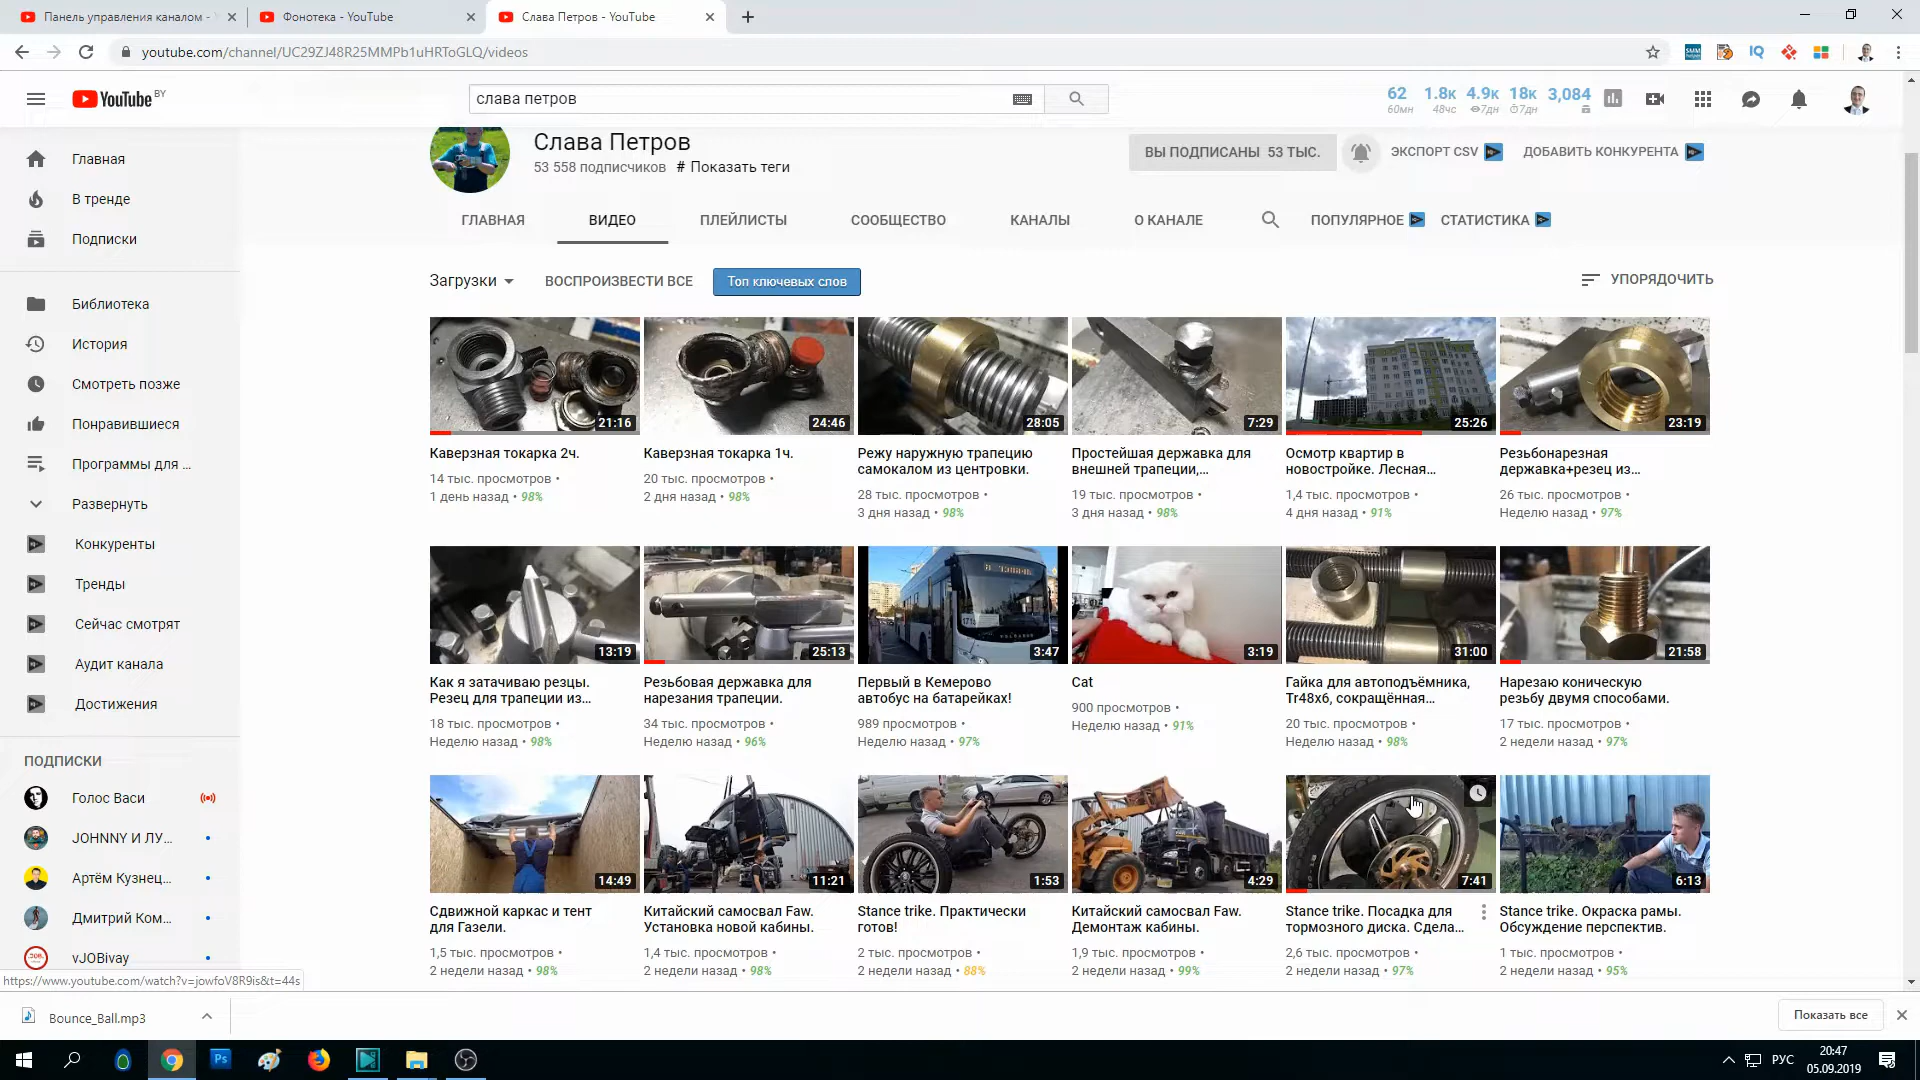 Панель управления каналом -
Фонотека - YouTube
Слава Петров - YouTube
youtube.com/channel/UC29ZJ48R25MMPb1uHRToGLQ/videos
YouTube BY
слава петров
62 1.8к 4.9к 18к 3,084
60мн 48чс 7дн 7дн
Слава Петров
53 558 подписчиков # Показать теги
ВЫ ПОДПИСАНЫ 53 ТЫС.
ЭКСПОРТ CSV
ДОБАВИТЬ КОНКУРЕНТА
ГЛАВНАЯ ВИДЕО ПЛЕЙЛИСТЫ СООБЩЕСТВО КАНАЛЫ О КАНАЛЕ ПОПУЛЯРНОЕ СТАТИСТИКА
Загрузки ВОСПРОИЗВЕСТИ ВСЕ Топ ключевых слов УПОРЯДОЧИТЬ
Главная
В тренде
Подписки
Библиотека
История
Смотреть позже
Понравившиеся
Программы для ...
Развернуть
Конкуренты
Тренды
Сейчас смотрят
Аудит канала
Достижения
ПОДПИСКИ
Голос Васи
JOHNNY И ЛУ...
Артём Кузнец...
Дмитрий Ком...
vJOBivay
21:16
Каверзная токарка 2ч.
14 тыс. просмотров •
1 день назад • 98%
24:46
Каверзная токарка 1ч.
20 тыс. просмотров •
2 дня назад • 98%
28:05
Режу наружную трапецию
самокалом из центровки.
28 тыс. просмотров •
3 дня назад • 98%
7:29
Простейшая державка для
внешней трапеции,...
19 тыс. просмотров •
3 дня назад • 98%
25:26
Осмотр квартир в
новостройке. Лесная...
1,4 тыс. просмотров •
4 дня назад • 91%
23:19
Резьбонарезная
державка+резец из...
26 тыс. просмотров •
Неделю назад • 97%
13:19
Как я затачиваю резцы.
Резец для трапеции из...
18 тыс. просмотров •
Неделю назад • 98%
25:13
Резьбовая державка для
нарезания трапеции.
34 тыс. просмотров •
Неделю назад • 96%
3:47
Первый в Кемерово
автобус на батарейках!
989 просмотров •
Неделю назад • 97%
3:19
Cat
900 просмотров •
Неделю назад • 91%
31:00
Гайка для автоподъёмника,
Tr48x6, сокращённая...
20 тыс. просмотров •
Неделю назад • 98%
21:58
Нарезаю коническую
резьбу двумя способами.
17 тыс. просмотров •
2 недели назад • 97%
14:49
Сдвижной каркас и тент
для Газели.
1,5 тыс. просмотров •
2 недели назад • 98%
11:21
Китайский самосвал Faw.
Установка новой кабины.
1,4 тыс. просмотров •
2 недели назад • 98%
1:53
Stance trike. Практически
готов!
2 тыс. просмотров •
2 недели назад • 88%
4:29
Китайский самосвал Faw.
Демонтаж кабины.
1,9 тыс. просмотров •
2 недели назад • 99%
7:41
Stance trike. Посадка для
тормозного диска. Сдела...
2,6 тыс. просмотров •
2 недели назад • 97%
6:13
Stance trike. Окраска рамы.
Обсуждение перспектив.
1 тыс. просмотров •
2 недели назад • 95%
https://www.youtube.com/watch?v=jowfoV8R9is&t=44s
Bounce_Ball.mp3
Показать все
РУС
20:47
05.09.2019